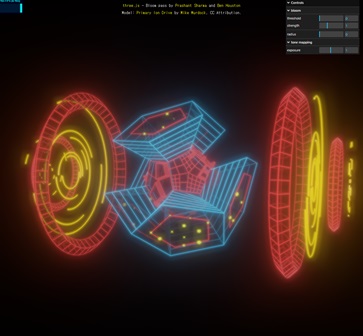 three.js - Bloom pass by Prashant Sharma and Ben Houston
Model: Primary Ion Drive by Mike Murdock, CC Attribution.
Controls
bloom
threshold
strength
radius
tone mapping
exposure